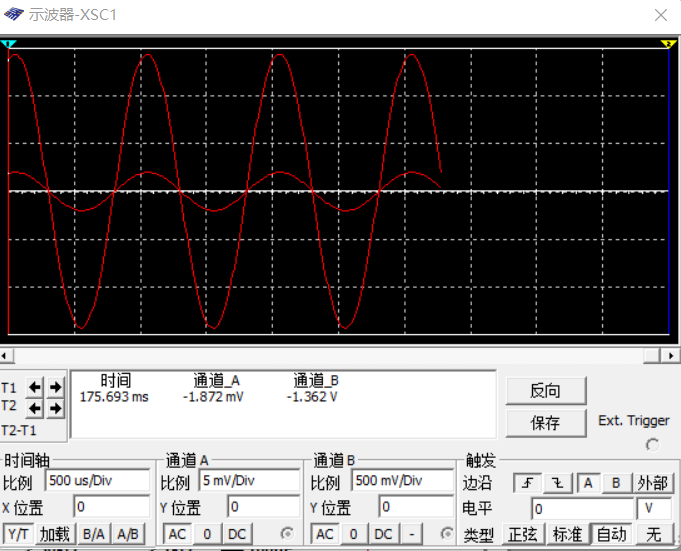 示波器-XSC1
1 2
时间 通道_A 通道_B
T1 175.693 ms -1.872 mV -1.362 V
T2
T2-T1
反向
保存 Ext. Trigger
时间轴 通道 A 通道 B 触发
比例 500 us/Div 比例 5 mV/Div 比例 500 mV/Div 边沿 A B 外部
X 位置 0 Y 位置 0 Y 位置 0 电平 0 V
Y/T 加载 B/A A/B AC 0 DC AC 0 DC - 类型 正弦 标准 自动 无